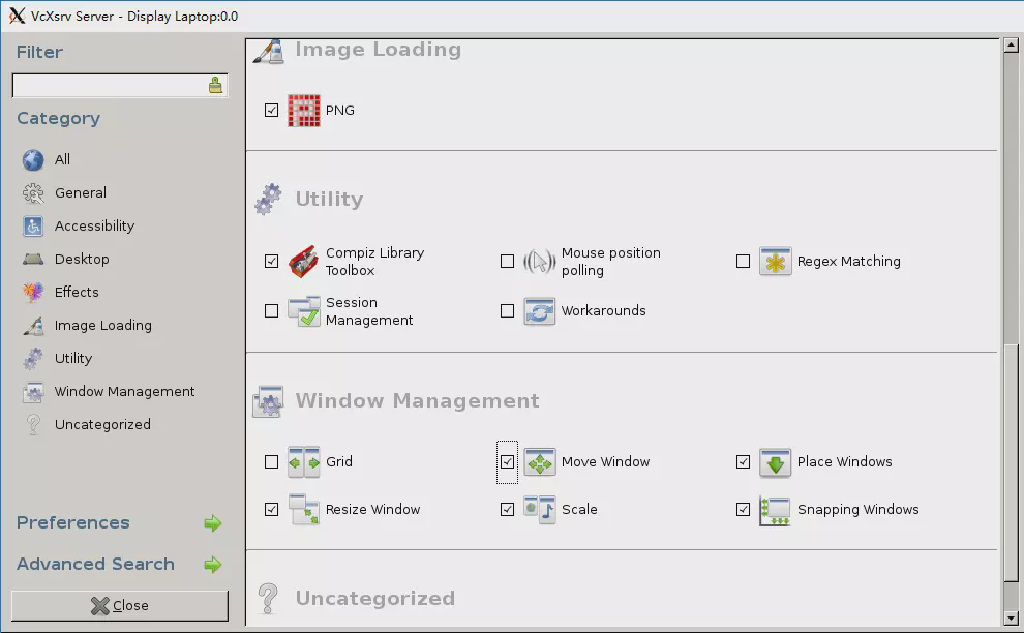 VcXsrv Server - Display Laptop:0.0
Filter
Category
All
General
Accessibility
Desktop
Effects
Image Loading
Utility
Window Management
Uncategorized
Preferences
Advanced Search
Close
Image Loading
PNG
Utility
Compiz Library
Toolbox
Mouse position
polling
Regex Matching
Session
Management
Workarounds
Window Management
Grid
Move Window
Place Windows
Resize Window
Scale
Snapping Windows
Uncategorized